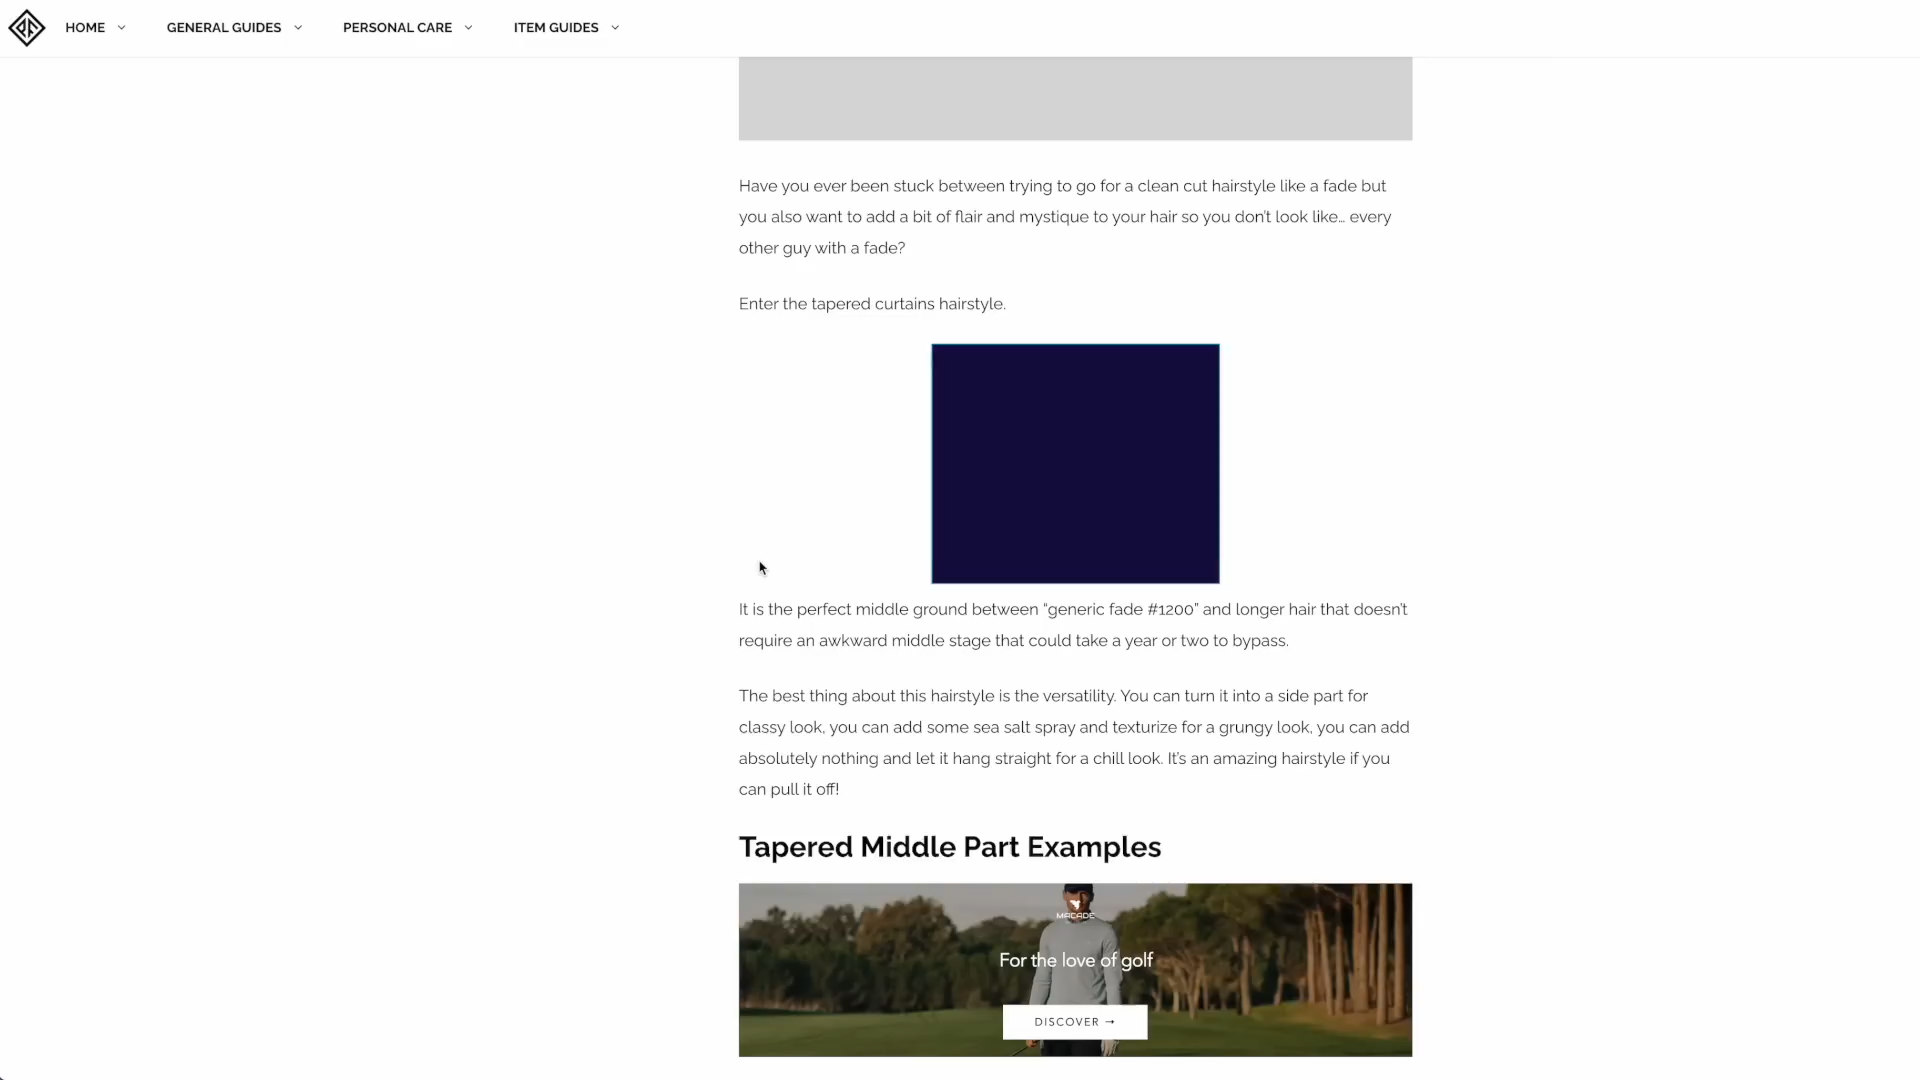 HOME
GENERAL GUIDES
PERSONAL CARE
ITEM GUIDES
Have you ever been stuck between trying to go for a clean cut hairstyle like a fade but
you also want to add a bit of flair and mystique to your hair so you don’t look like… every
other guy with a fade?
Enter the tapered curtains hairstyle.
It is the perfect middle ground between “generic fade #1200” and longer hair that doesn’t
require an awkward middle stage that could take a year or two to bypass.
The best thing about this hairstyle is the versatility. You can turn it into a side part for
classy look, you can add some sea salt spray and texturize for a grungy look, you can add
absolutely nothing and let it hang straight for a chill look. It’s an amazing hairstyle if you
can pull it off!
Tapered Middle Part Examples
MACADE
For the love of golf
DISCOVER →